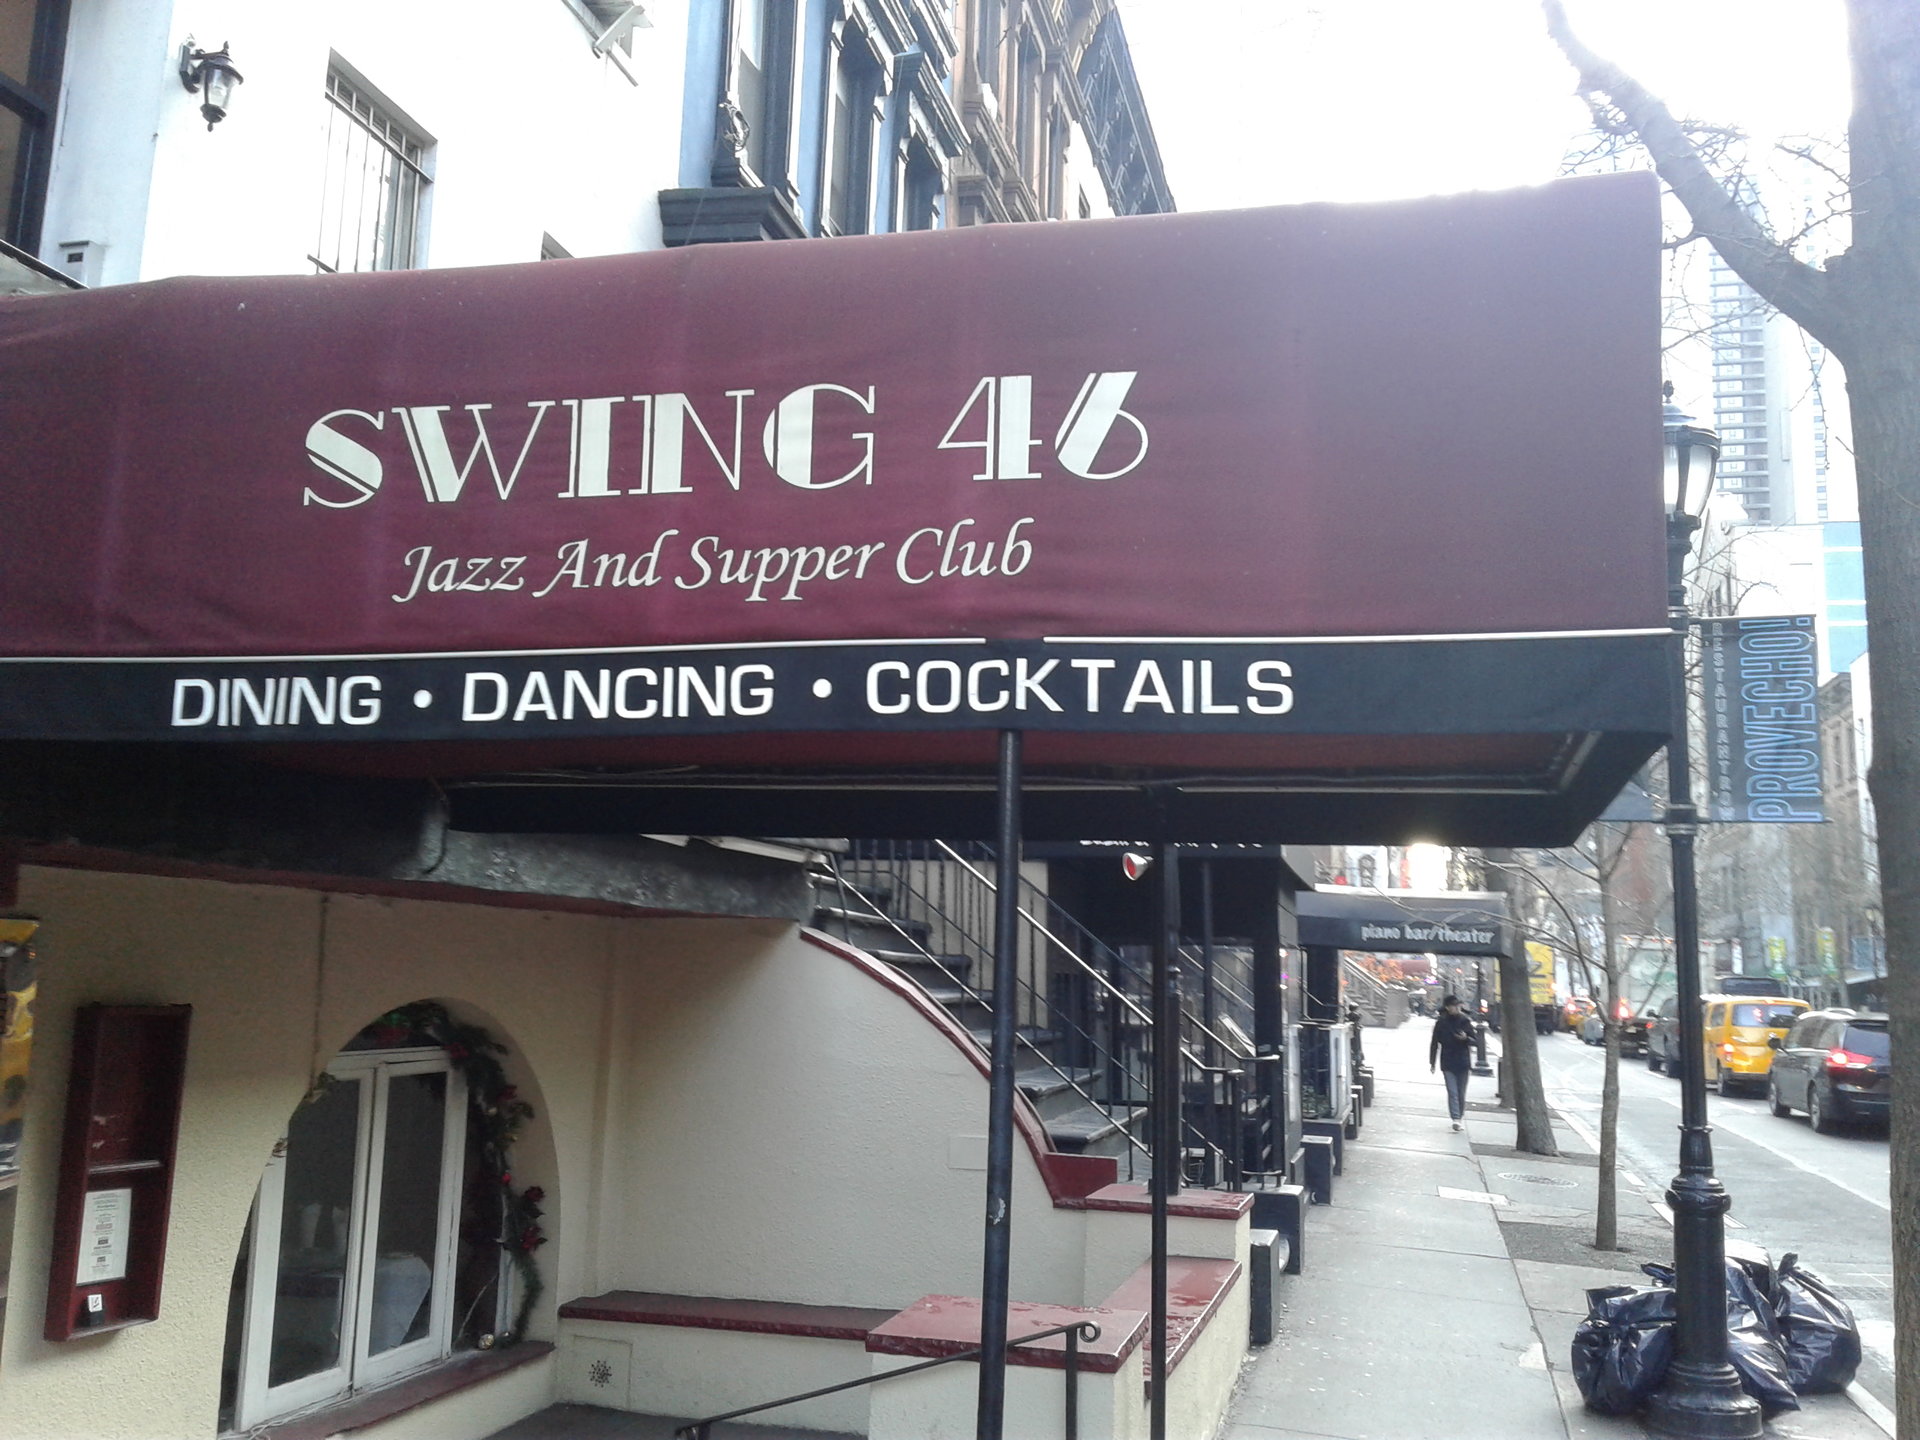 SWING 46
Jazz And Supper Club
DINING • DANCING • COCKTAILS
RESTAURANT
PROVECHO!
piano bar/theater